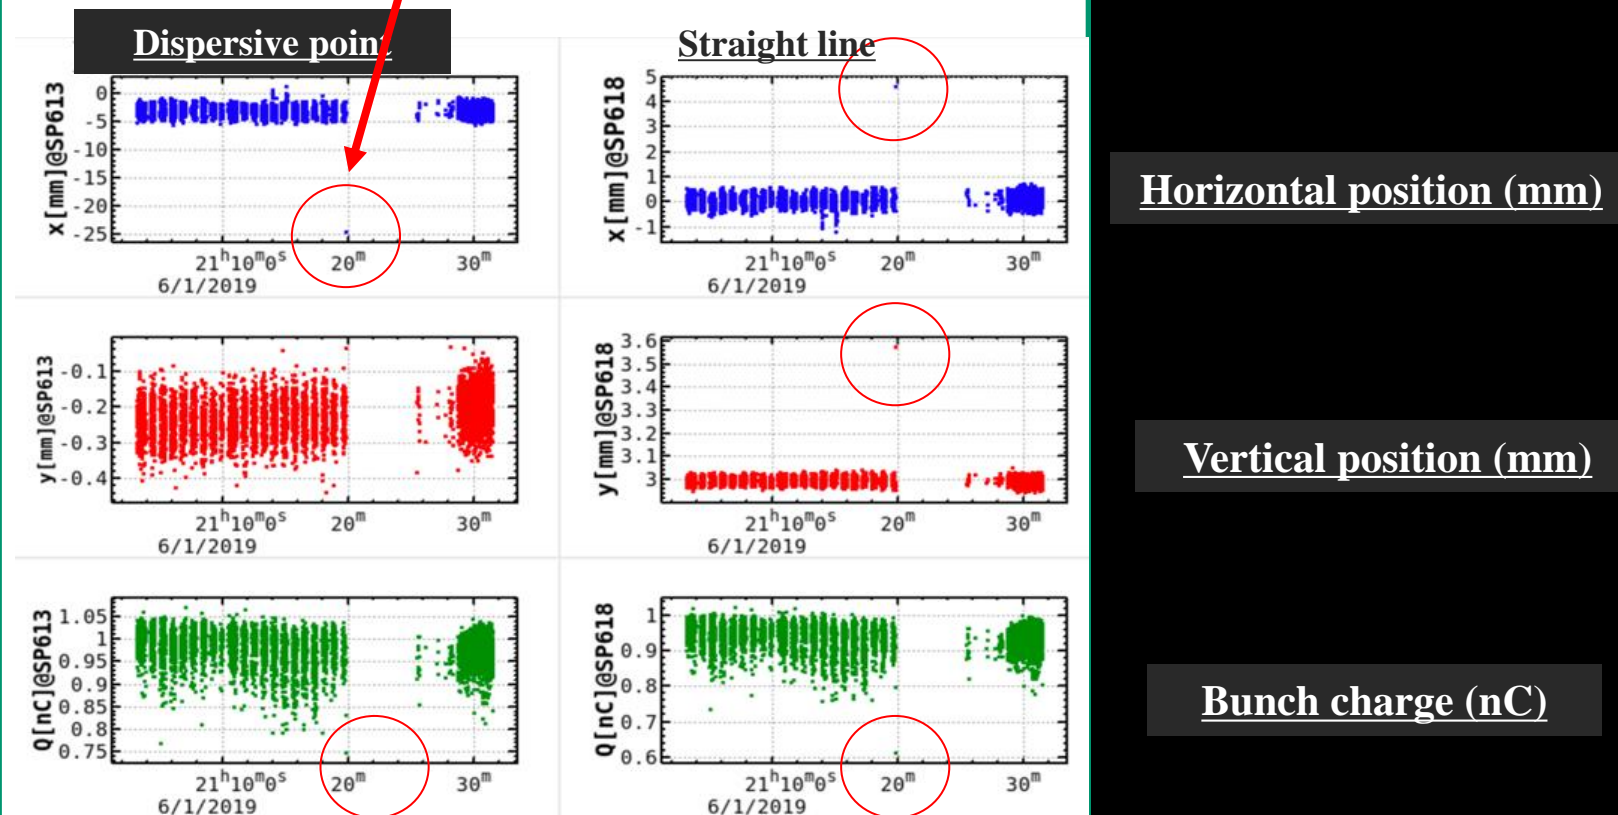 Dispersive point
Straight line
x[mm]@SP613
0
-5
-10
-15
-20
-25
21h10m0s 20m 30m
6/1/2019
x[mm]@SP618
5
4
3
2
1
0
-1
21h10m0s 20m 30m
6/1/2019
Horizontal position (mm)
y[mm]@SP613
-0.1
-0.2
-0.3
-0.4
21h10m0s 20m 30m
6/1/2019
y[mm]@SP618
3.6
3.5
3.4
3.3
3.2
3.1
3
21h10m0s 20m 30m
6/1/2019
Vertical position (mm)
Q[nC]@SP613
1.05
1
0.95
0.9
0.85
0.8
0.75
21h10m0s 20m 30m
6/1/2019
Q[nC]@SP618
1
0.9
0.8
0.7
0.6
21h10m0s 20m 30m
6/1/2019
Bunch charge (nC)